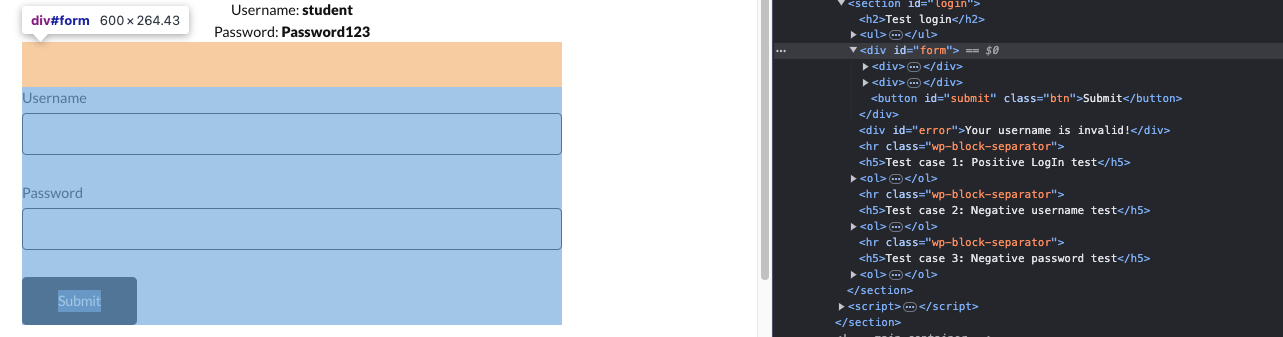 div#form 600 × 264.43
Username: student
Password: Password123
Username
Password
Submit
▼<section id="login">
<h2>Test login</h2>
▶<ul>⋯</ul>
⋯ ▼<div id="form"> == $0
▶<div>⋯</div>
▶<div>⋯</div>
<button id="submit" class="btn">Submit</button>
</div>
<div id="error">Your username is invalid!</div>
<hr class="wp-block-separator">
<h5>Test case 1: Positive LogIn test</h5>
▶<ol>⋯</ol>
<hr class="wp-block-separator">
<h5>Test case 2: Negative username test</h5>
▶<ol>⋯</ol>
<hr class="wp-block-separator">
<h5>Test case 3: Negative password test</h5>
▶<ol>⋯</ol>
</section>
▶<script>⋯</script>
</section>